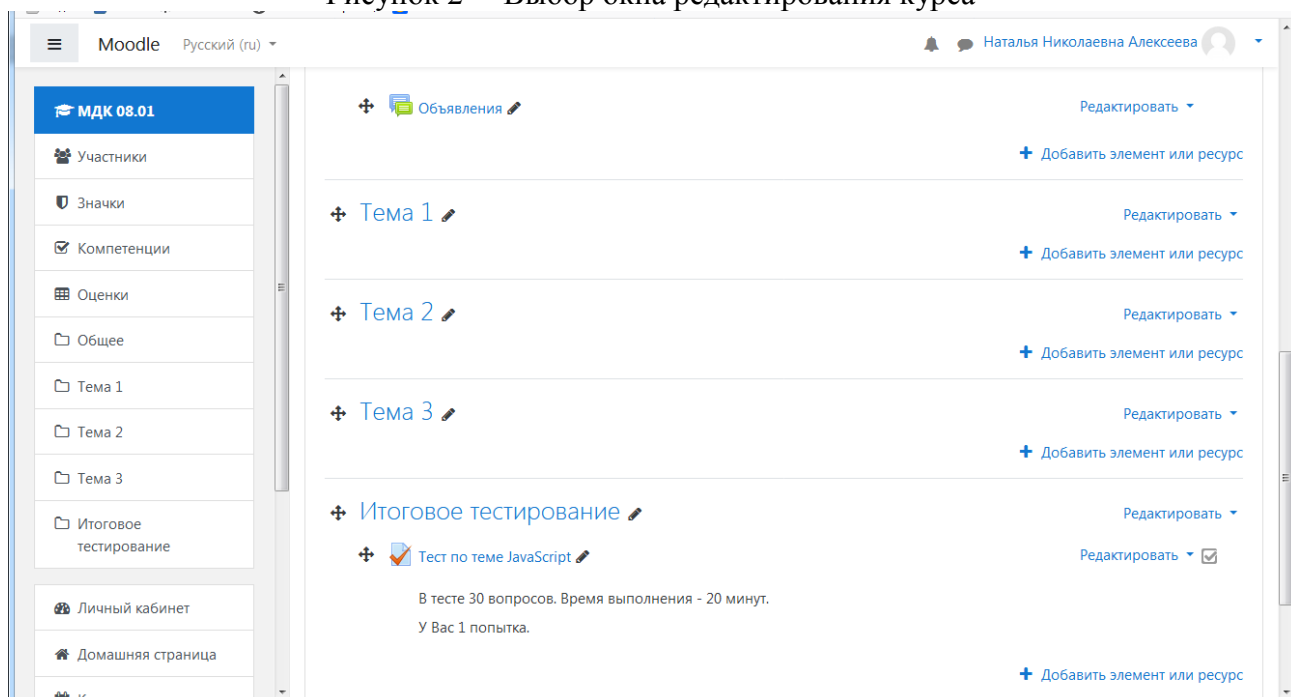 Рисунок 2 – Выбор окна редактирования курса
Moodle Русский (ru)
Наталья Николаевна Алексеева
МДК 08.01
Участники
Значки
Компетенции
Оценки
Общее
Тема 1
Тема 2
Тема 3
Итоговое
тестирование
Личный кабинет
Домашняя страница
Объявления
Редактировать
Добавить элемент или ресурс
Тема 1
Редактировать
Добавить элемент или ресурс
Тема 2
Редактировать
Добавить элемент или ресурс
Тема 3
Редактировать
Добавить элемент или ресурс
Итоговое тестирование
Редактировать
Тест по теме JavaScript
Редактировать
В тесте 30 вопросов. Время выполнения - 20 минут.
У Вас 1 попытка.
Добавить элемент или ресурс